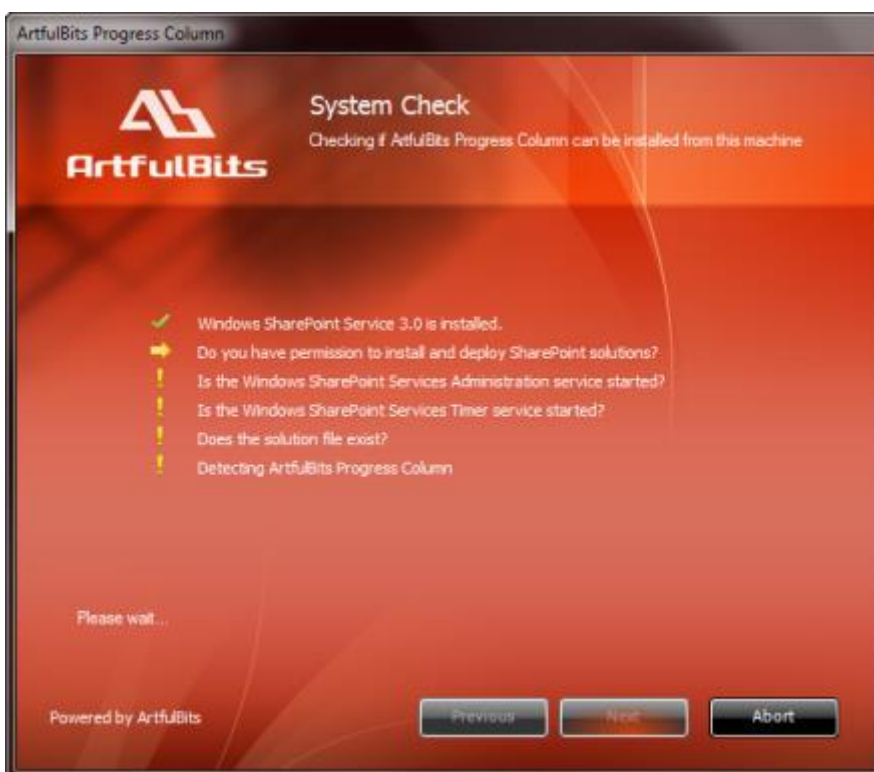 ArtfulBits Progress Column
ArtfulBits
System Check
Checking if ArtfulBits Progress Column can be installed from this machine
Windows SharePoint Service 3.0 is installed.
Do you have permission to install and deploy SharePoint solutions?
Is the Windows SharePoint Services Administration service started?
Is the Windows SharePoint Services Timer service started?
Does the solution file exist?
Detecting ArtfulBits Progress Column
Please wait...
Powered by ArtfulBits
Previous
Next
Abort